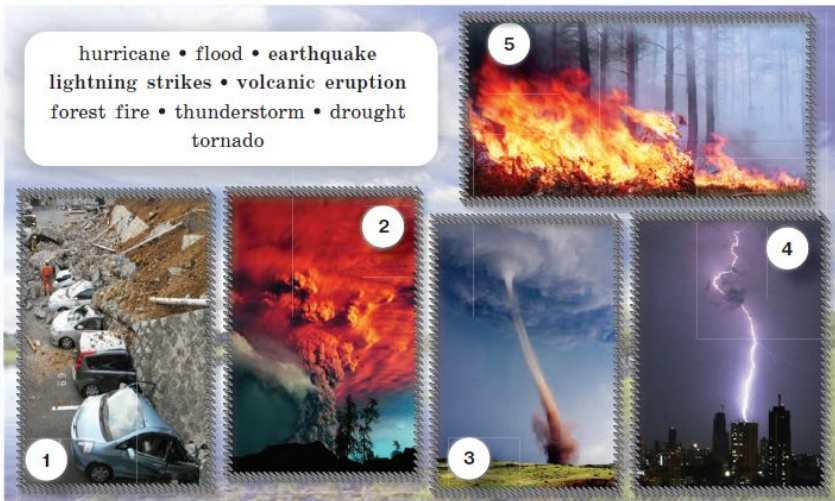 hurricane • flood • earthquake
lightning strikes • volcanic eruption
forest fire • thunderstorm • drought
tornado
5
2
4
1
3